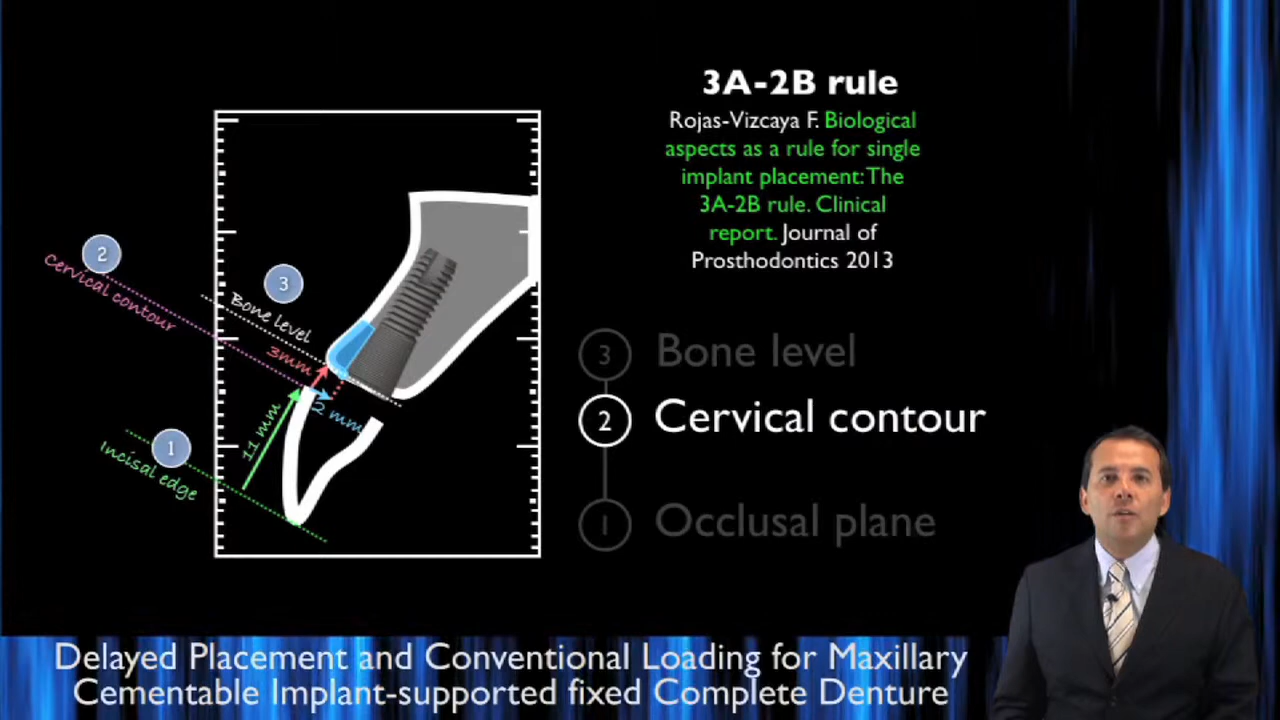 3A-2B rule
Rojas-Vizcaya F. Biological
aspects as a rule for single
implant placement: The
3A-2B rule. Clinical
report. Journal of
Prosthodontics 2013
2
Cervical contour
3
Bone level
3mm
2 mm
11 mm
1
Incisal edge
3 Bone level
2 Cervical contour
1 Occlusal plane
Delayed Placement and Conventional Loading for Maxillary
Cementable Implant-supported fixed Complete Denture